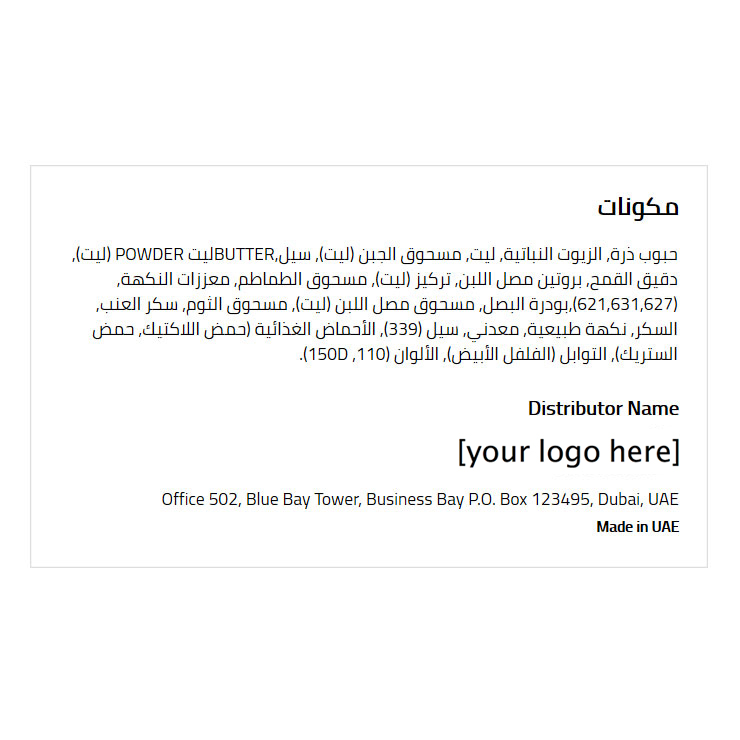 مكونات
حبوب ذرة, الزيوت النباتية, ليت, مسحوق الجبن (ليت), سيل,BUTTERليت POWDER (ليت),
دقيق القمح, بروتين مصل اللبن, تركيز (ليت), مسحوق الطماطم, معززات النكهة,
(621,631,627),بودرة البصل, مسحوق مصل اللبن (ليت), مسحوق الثوم, سكر العنب,
السكر, نكهة طبيعية, معدني, سيل (339), الأحماض الغذائية (حمض اللاكتيك, حمض
الستريك), التوابل (الفلفل الأبيض), الألوان (110, 150D).
Distributor Name
[your logo here]
Office 502, Blue Bay Tower, Business Bay P.O. Box 123495, Dubai, UAE
Made in UAE